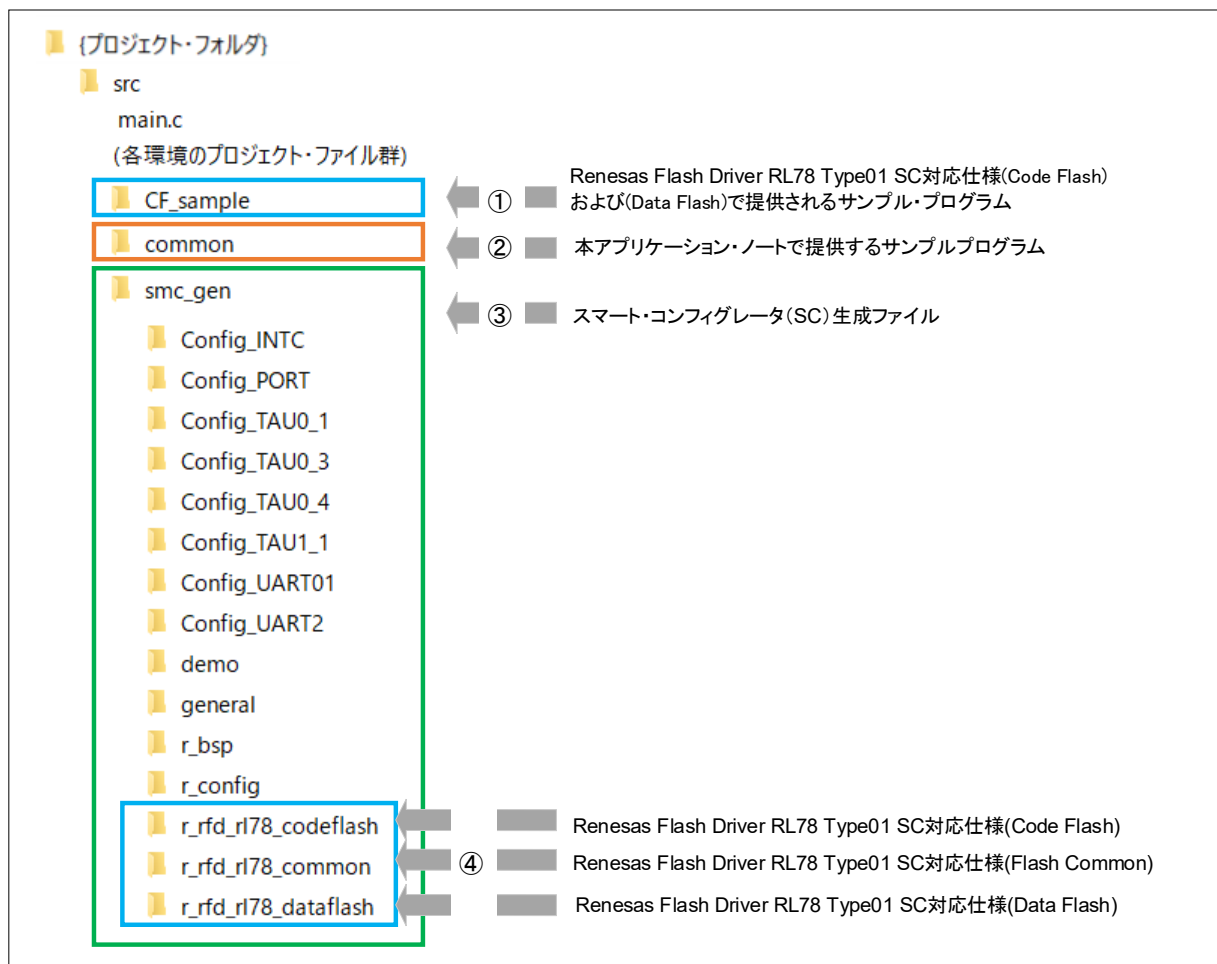 {プロジェクト・フォルダ}
src
main.c
(各環境のプロジェクト・ファイル群)
CF_sample
① Renesas Flash Driver RL78 Type01 SC対応仕様(Code Flash)
および(Data Flash)で提供されるサンプル・プログラム
common
② 本アプリケーション・ノートで提供するサンプルプログラム
smc_gen
③ スマート・コンフィグレータ(SC)生成ファイル
Config_INTC
Config_PORT
Config_TAU0_1
Config_TAU0_3
Config_TAU0_4
Config_TAU1_1
Config_UART01
Config_UART2
demo
general
r_bsp
r_config
r_rfd_rl78_codeflash
Renesas Flash Driver RL78 Type01 SC対応仕様(Code Flash)
r_rfd_rl78_common
④ Renesas Flash Driver RL78 Type01 SC対応仕様(Flash Common)
r_rfd_rl78_dataflash
Renesas Flash Driver RL78 Type01 SC対応仕様(Data Flash)